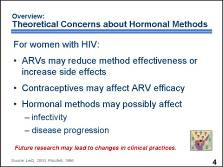 Overview:
Theoretical Concerns about Hormonal Methods
For women with HIV:
• ARVs may reduce method effectiveness or
increase side effects
• Contraceptives may affect ARV efficacy
• Hormonal methods may possibly affect
– infectivity
– disease progression
Future research may lead to changes in clinical practices.
Source:
4